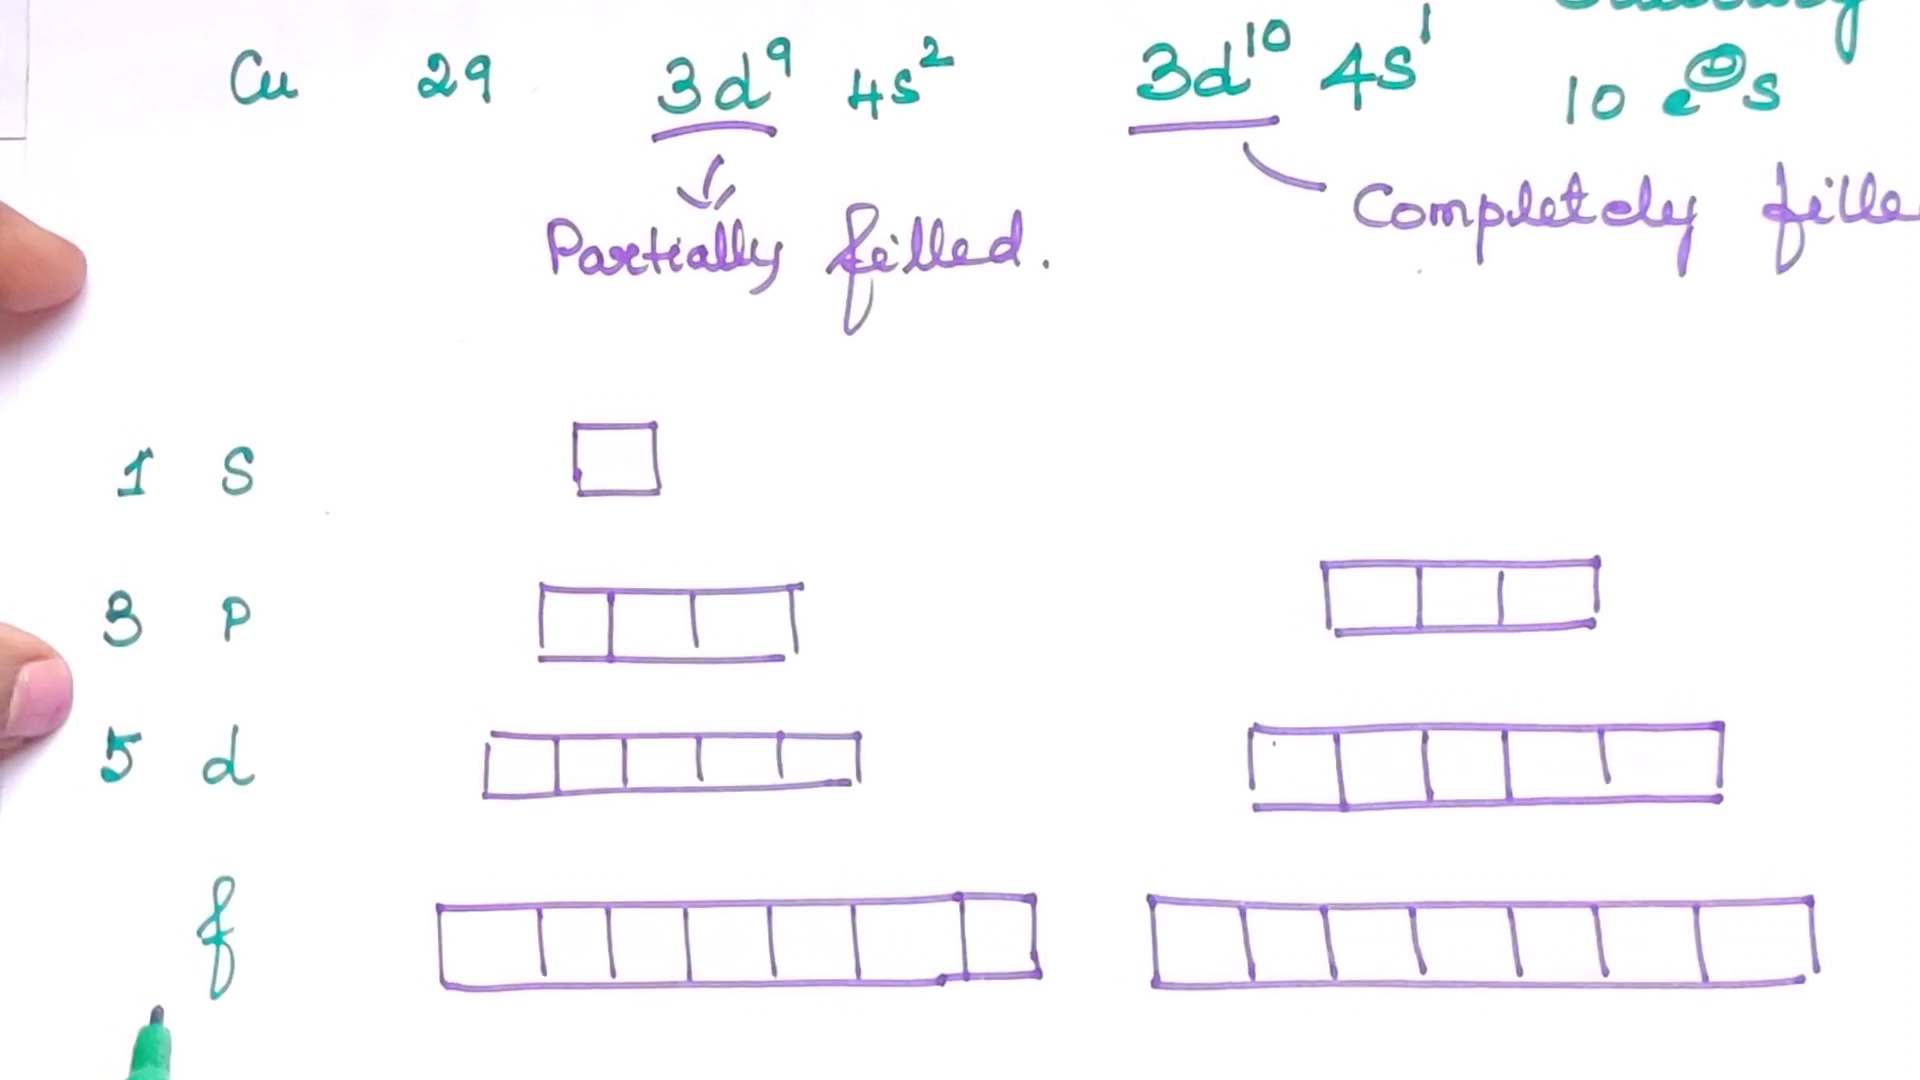 Cu 29 3d⁹ 4s² 3d¹⁰ 4s¹ 10 e⊖s
Partially filled. Completely fille
1 S
3 P
5 d
f